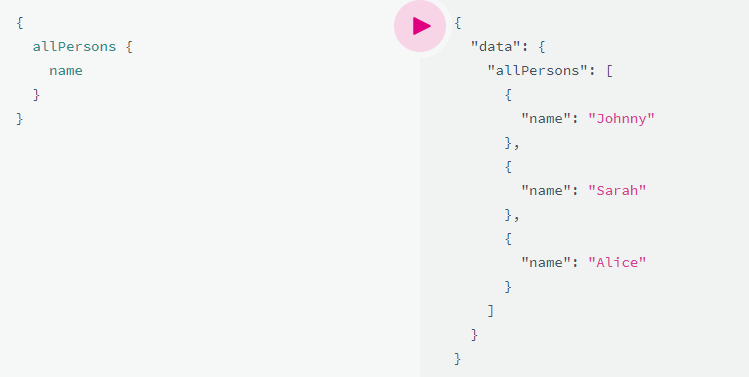 {
  allPersons {
    name
  }
}
{
  "data": {
    "allPersons": [
      {
        "name": "Johnny"
      },
      {
        "name": "Sarah"
      },
      {
        "name": "Alice"
      }
    ]
  }
}